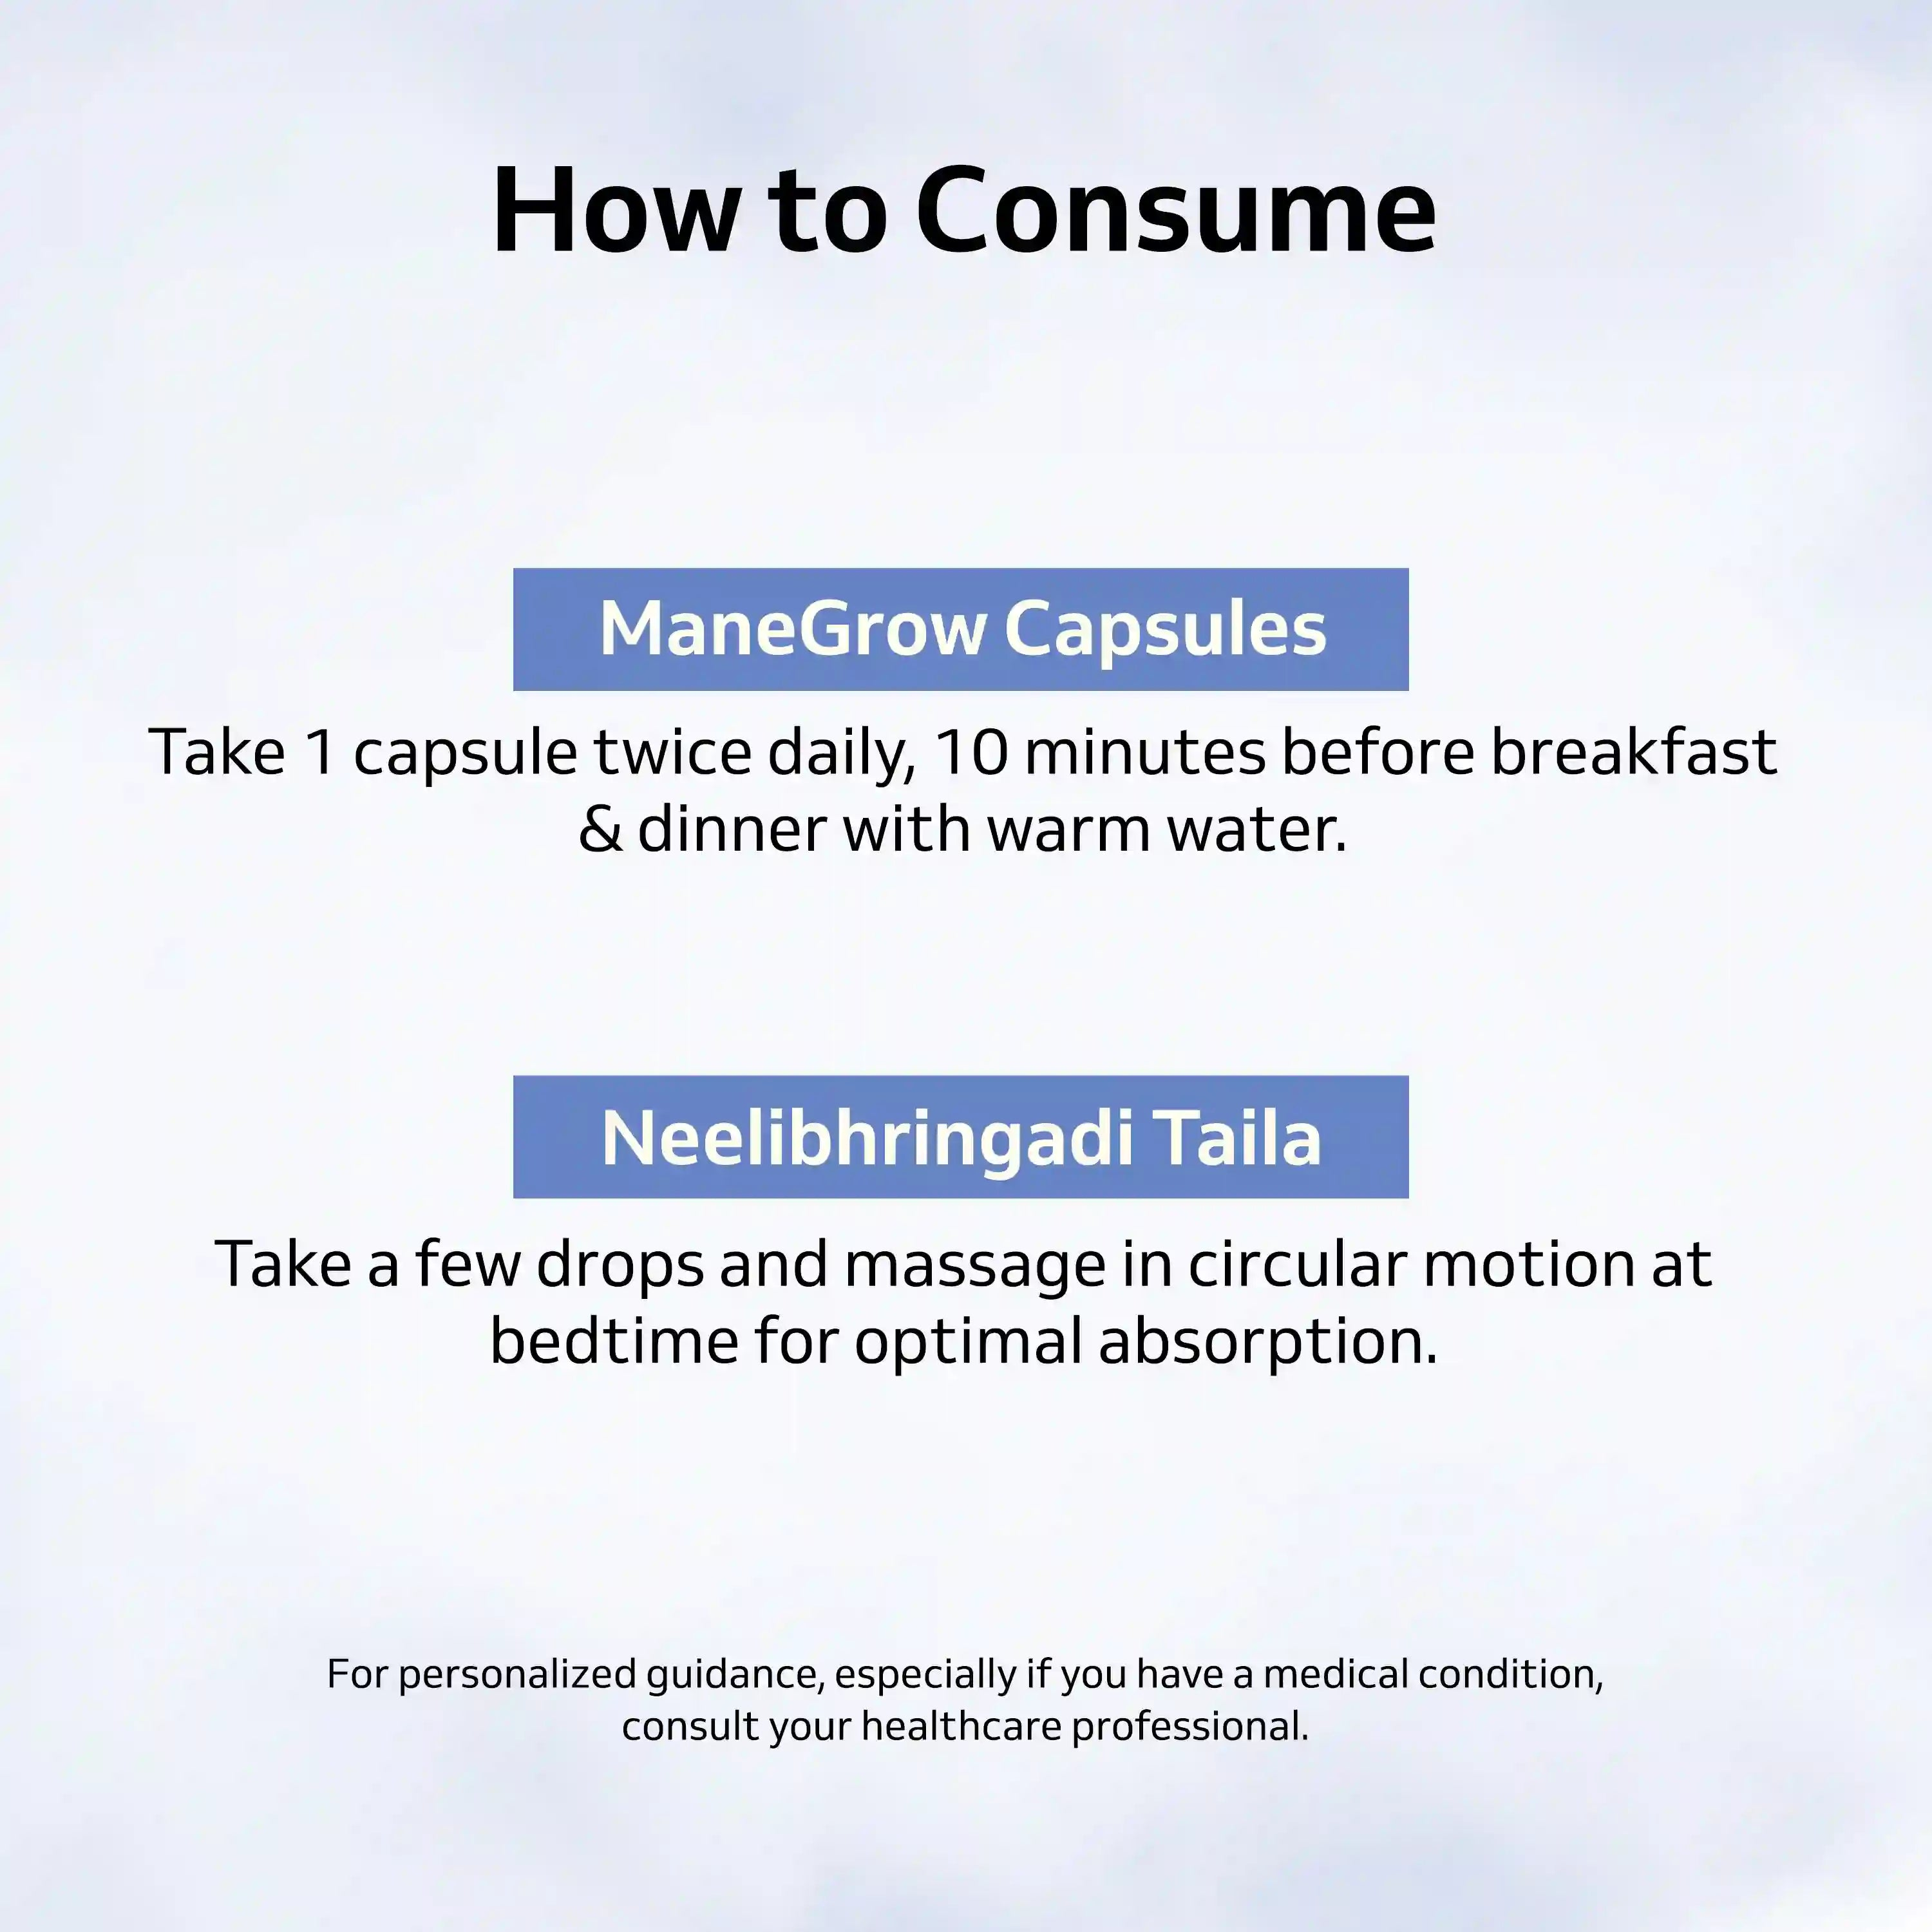 How to Consume
ManeGrow Capsules
Take 1 capsule twice daily, 10 minutes before breakfast
& dinner with warm water.
Neelibhringadi Taila
Take a few drops and massage in circular motion at
bedtime for optimal absorption.
For personalized guidance, especially if you have a medical condition,
consult your healthcare professional.